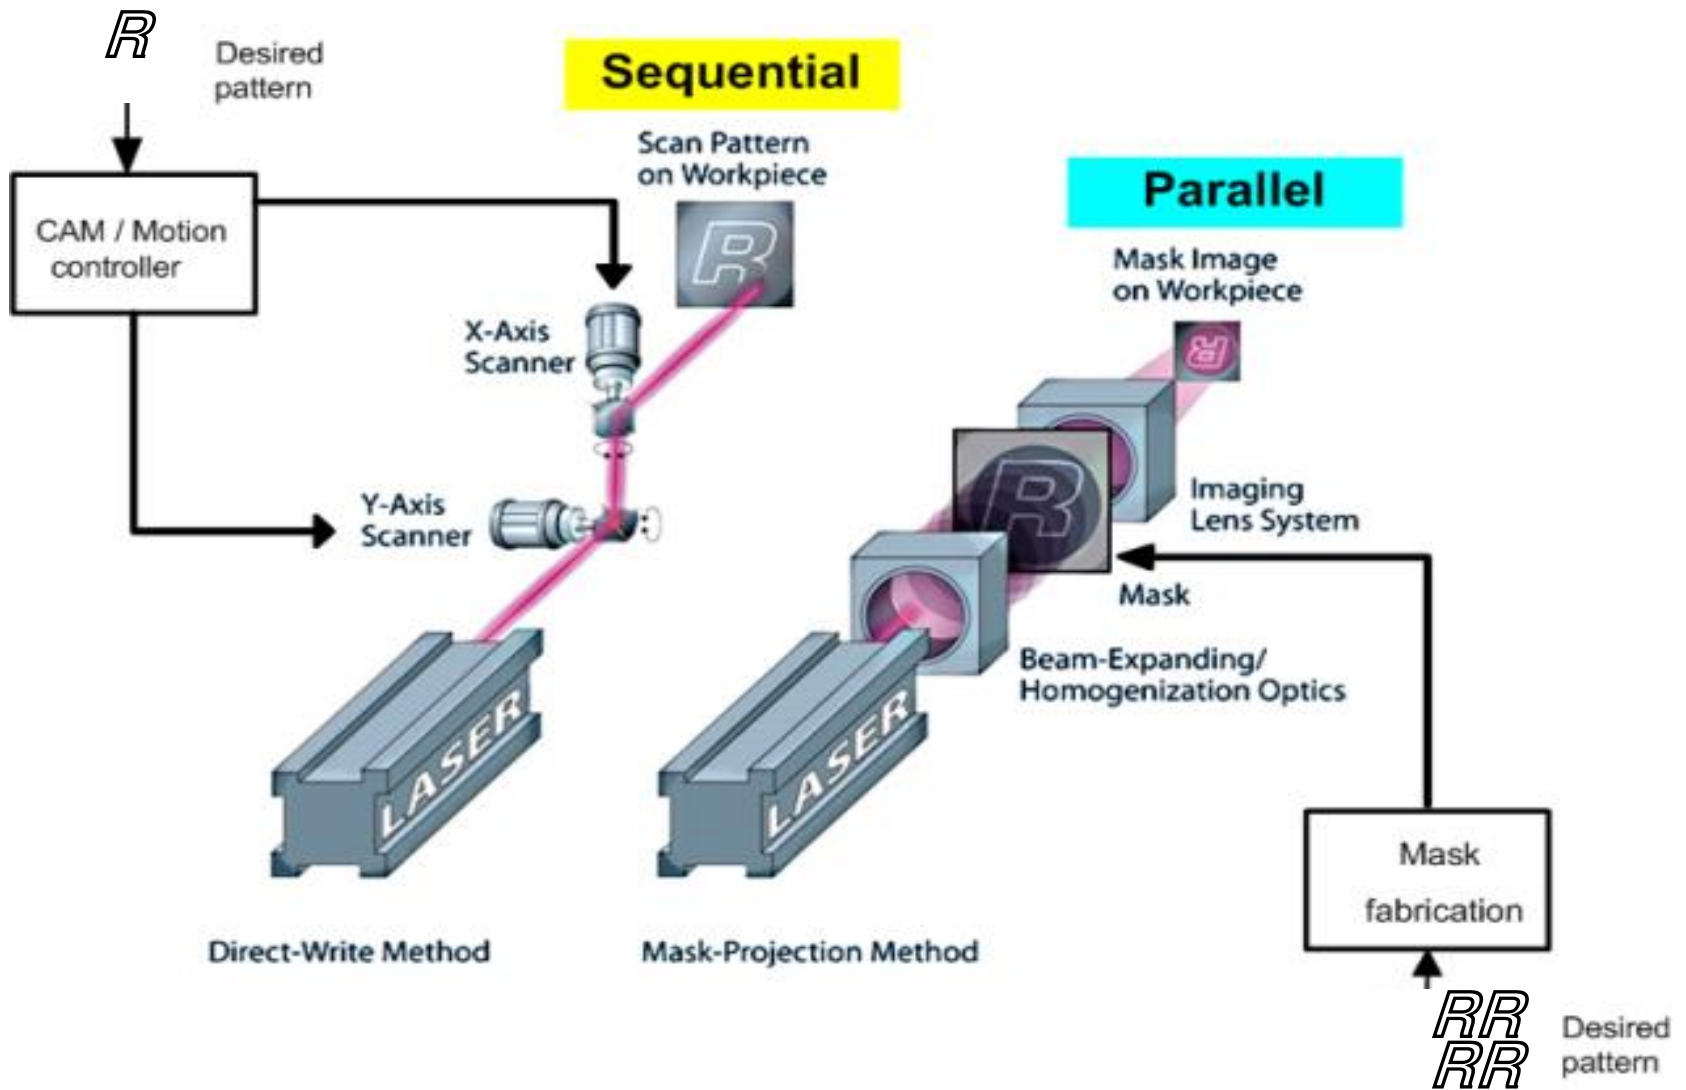 R
Desired
pattern
Sequential
Scan Pattern
on Workpiece
R
CAM / Motion
controller
X-Axis
Scanner
Y-Axis
Scanner
LASER
Direct-Write Method
Parallel
Mask Image
on Workpiece
R
Imaging
Lens System
R
Mask
Beam-Expanding/
Homogenization Optics
LASER
Mask-Projection Method
Mask
fabrication
RR
RR
Desired
pattern